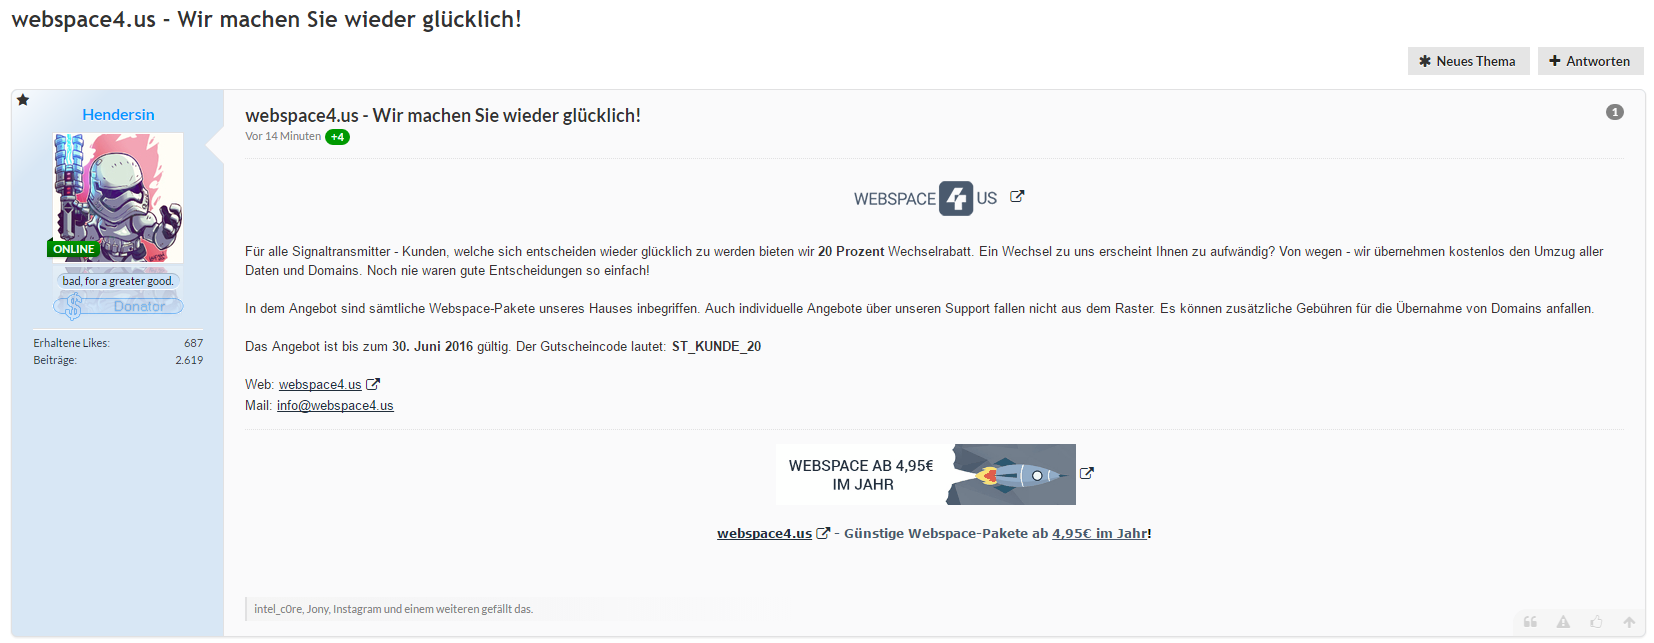 webspace4.us - Wir machen Sie wieder glücklich!
Neues Thema
Antworten
Hendersin
ONLINE
bad, for a greater good.
Donator
Erhaltene Likes: 687
Beiträge: 2.619
webspace4.us - Wir machen Sie wieder glücklich!
1
Vor 14 Minuten +4
WEBSPACE 4 US
Für alle Signaltransmitter - Kunden, welche sich entscheiden wieder glücklich zu werden bieten wir 20 Prozent Wechselrabatt. Ein Wechsel zu uns erscheint Ihnen zu aufwändig? Von wegen - wir übernehmen kostenlos den Umzug aller
Daten und Domains. Noch nie waren gute Entscheidungen so einfach!
In dem Angebot sind sämtliche Webspace-Pakete unseres Hauses inbegriffen. Auch individuelle Angebote über unseren Support fallen nicht aus dem Raster. Es können zusätzliche Gebühren für die Übernahme von Domains anfallen.
Das Angebot ist bis zum 30. Juni 2016 gültig. Der Gutscheincode lautet: ST_KUNDE_20
Web: webspace4.us
Mail: info@webspace4.us
WEBSPACE AB 4,95€
IM JAHR
webspace4.us - Günstige Webspace-Pakete ab 4,95€ im Jahr!
intel_c0re, Jony, Instagram und einem weiteren gefällt das.